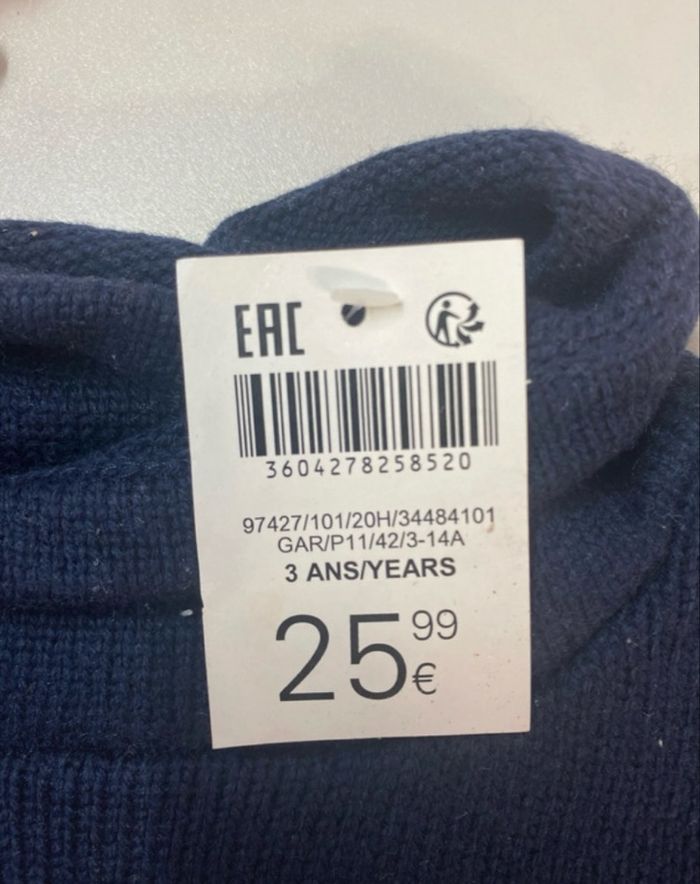 EAC
3604278258520
97427/101/20H/34484101
GAR/P11/42/3-14A
3 ANS/YEARS
25 99
€